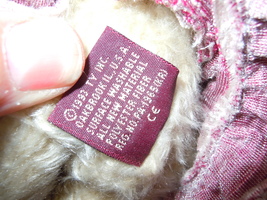 © 1993 TY INC.
OAKBROOK IL. U.S.A
SURFACE WASHABLE
ALL NEW MATERIAL
POLYESTER FIBER
REG. NO. PA. 1965(KR)
CE